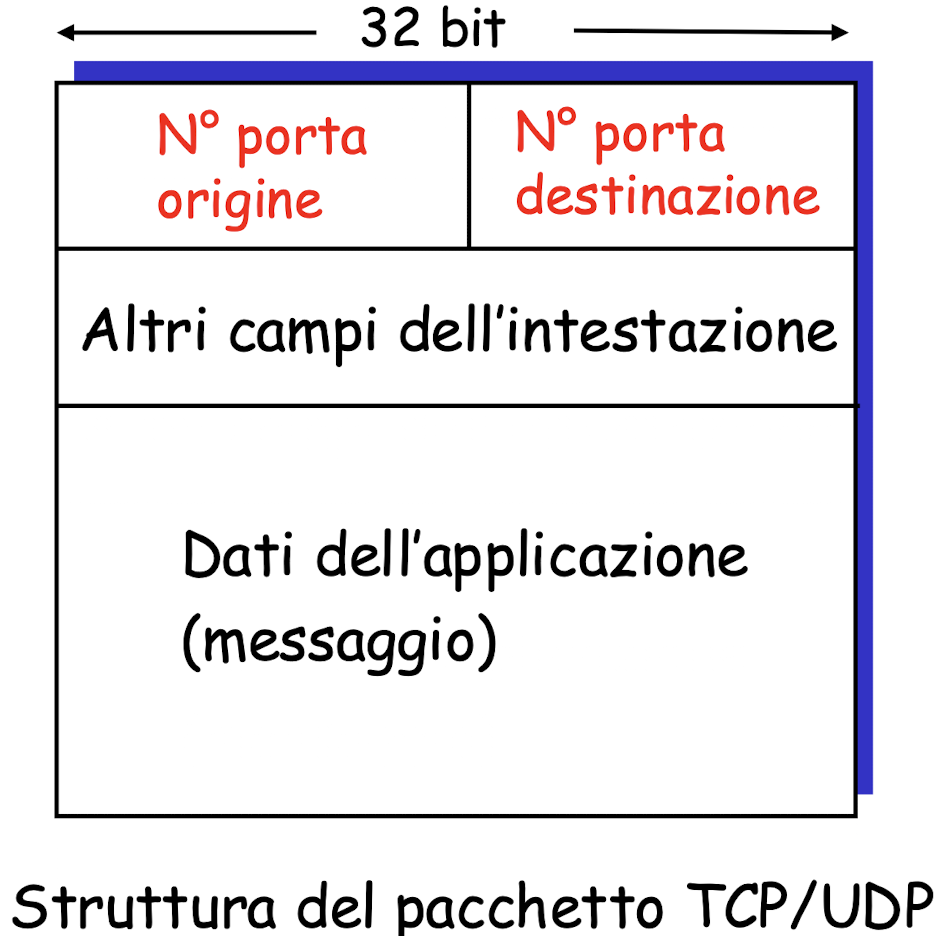 32 bit
N° porta
origine
N° porta
destinazione
Altri campi dell'intestazione
Dati dell'applicazione
(messaggio)
Struttura del pacchetto TCP/UDP